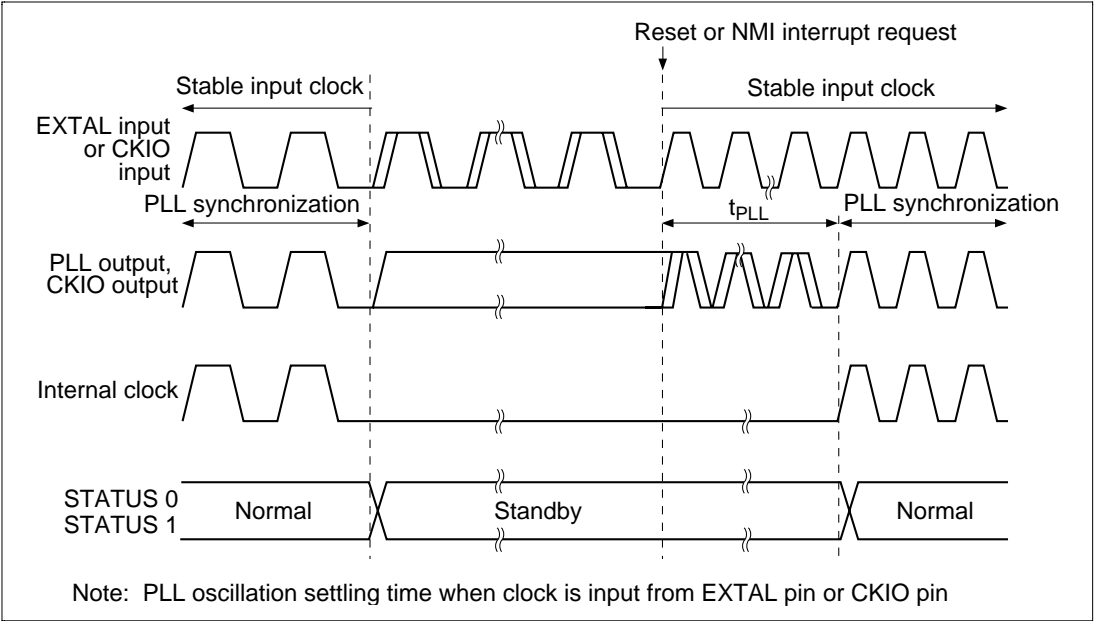 Reset or NMI interrupt request
Stable input clock
Stable input clock
EXTAL input
or CKIO
input
PLL synchronization
tPLL
PLL synchronization
PLL output,
CKIO output
Internal clock
STATUS 0
STATUS 1
Normal
Standby
Normal
Note: PLL oscillation settling time when clock is input from EXTAL pin or CKIO pin